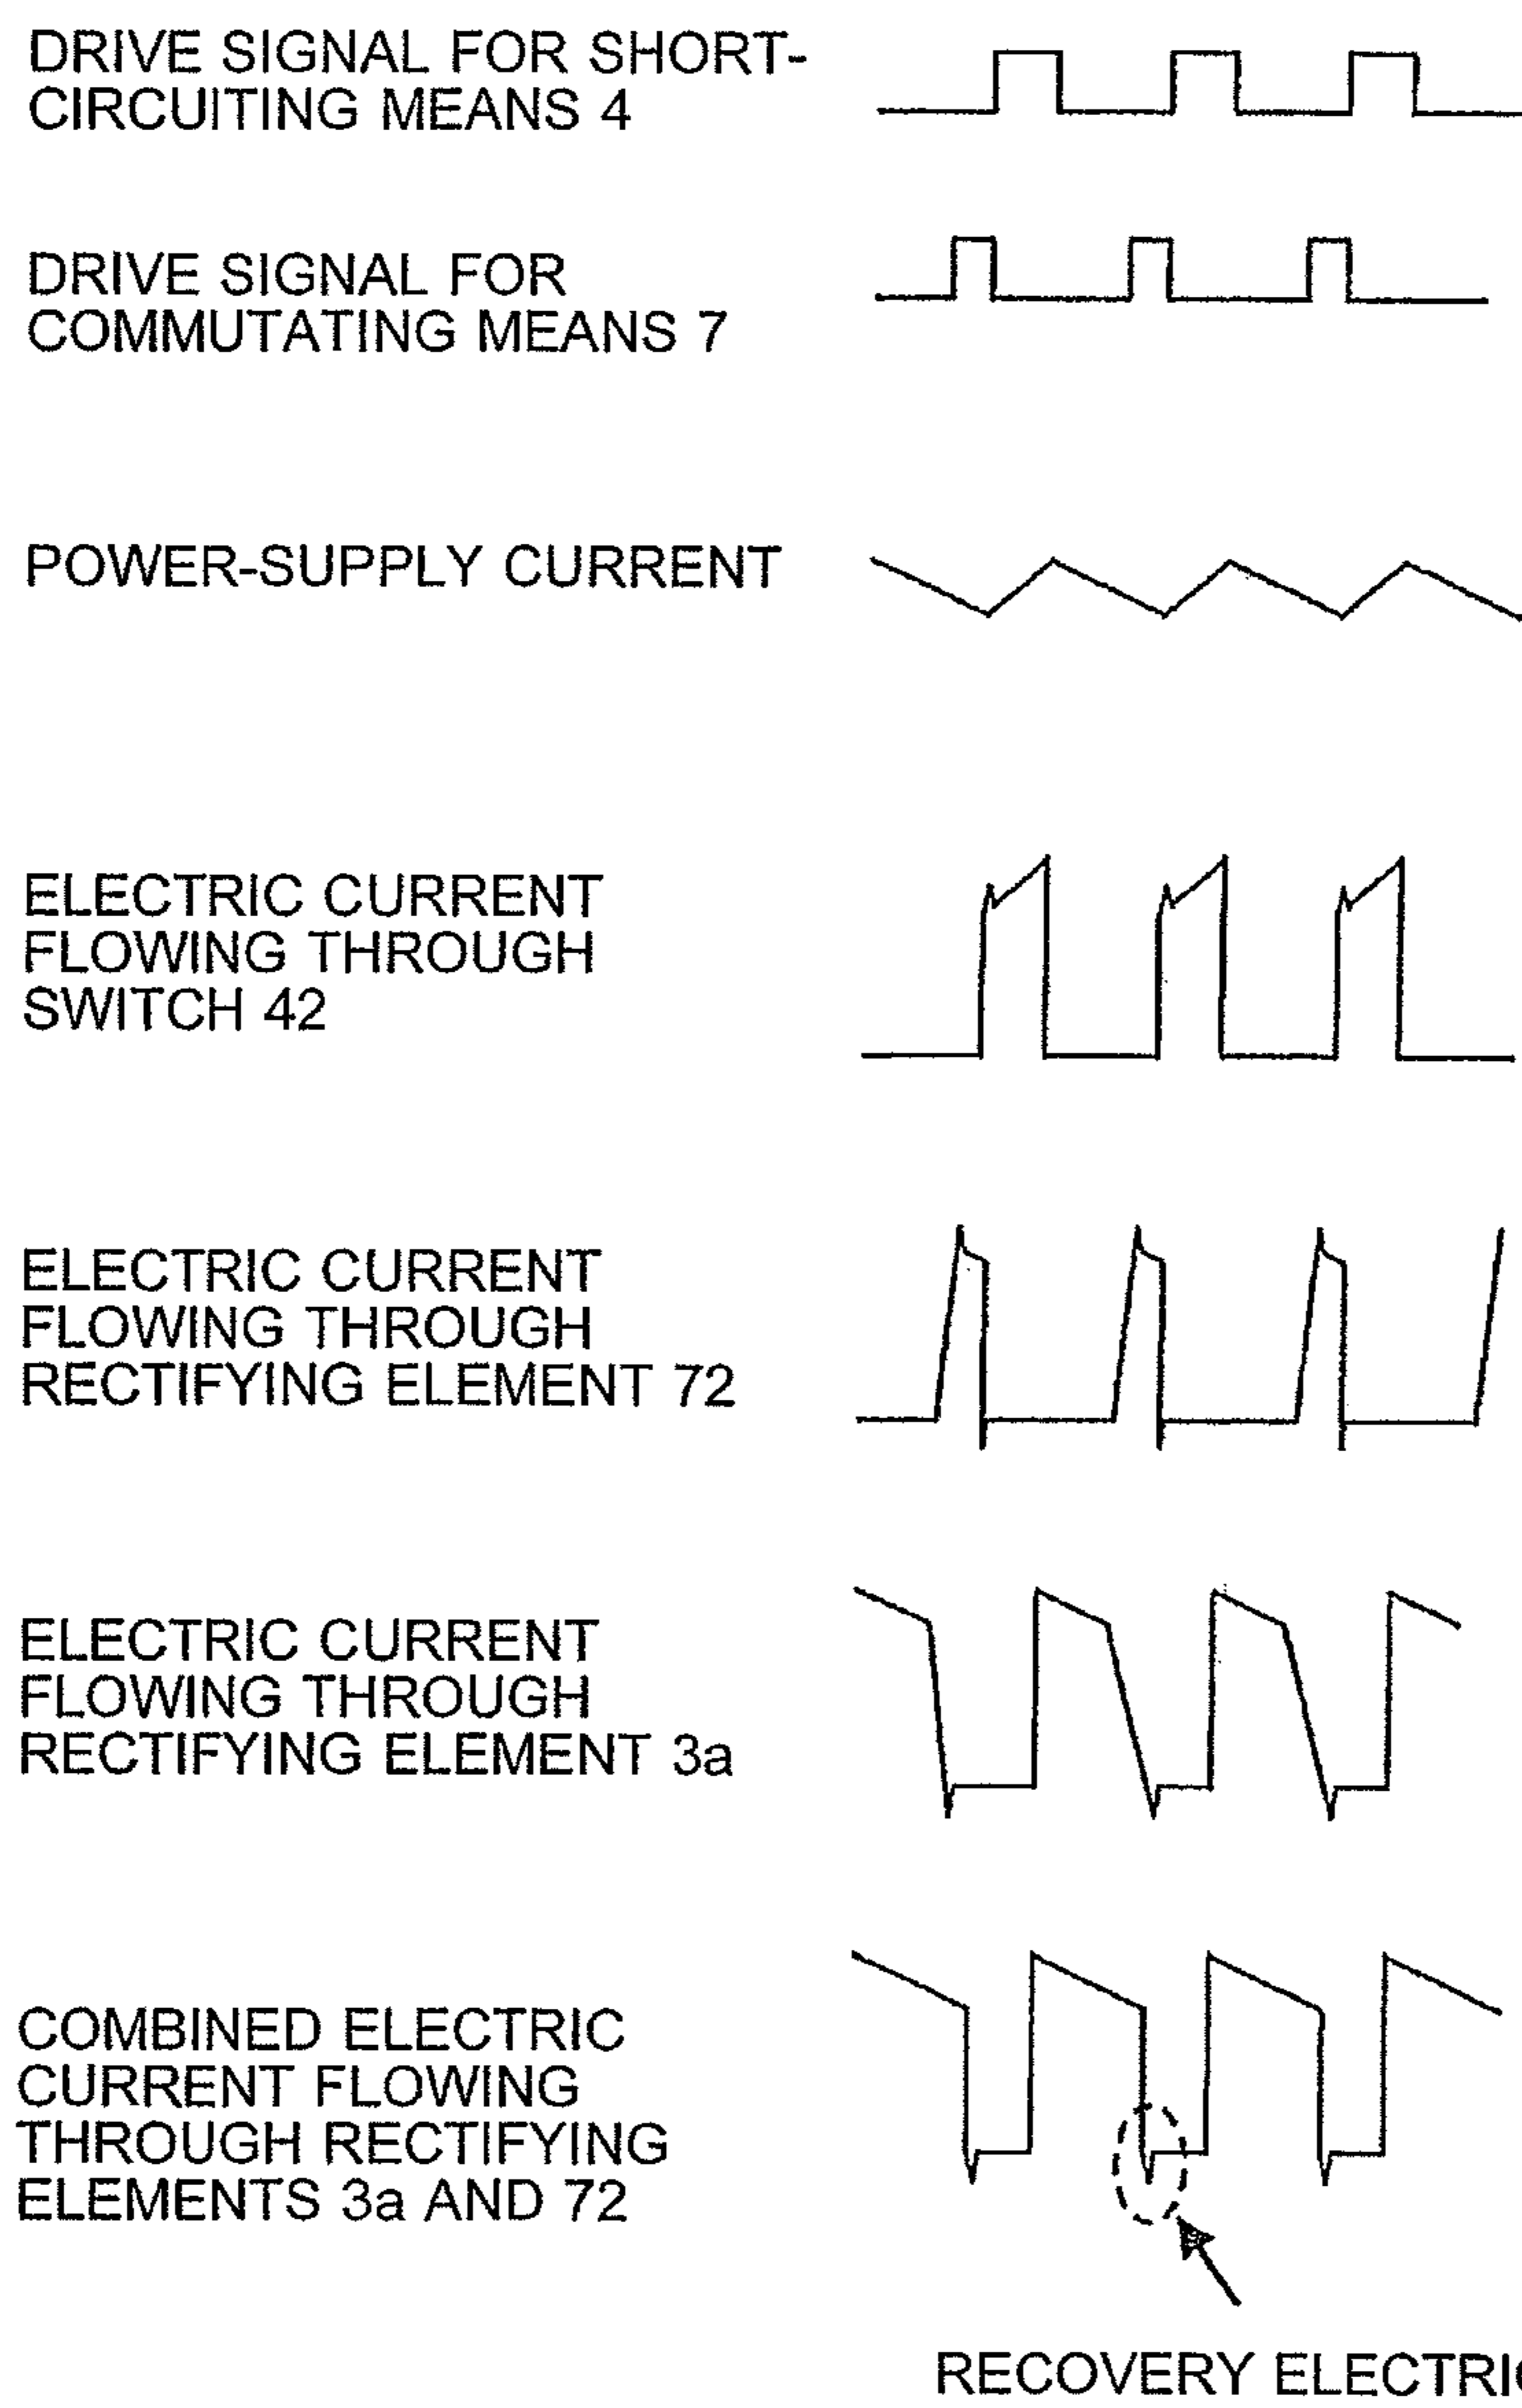 DRIVE SIGNAL FOR SHORT-
CIRCUITING MEANS 4
DRIVE SIGNAL FOR
COMMUTATING MEANS 7
POWER-SUPPLY CURRENT
ELECTRIC CURRENT
FLOWING THROUGH
SWITCH 42
ELECTRIC CURRENT
FLOWING THROUGH
RECTIFYING ELEMENT 72
ELECTRIC CURRENT
FLOWING THROUGH
RECTIFYING ELEMENT 3a
COMBINED ELECTRIC
CURRENT FLOWING
THROUGH RECTIFYING
ELEMENTS 3a AND 72
RECOVERY ELECTRIC